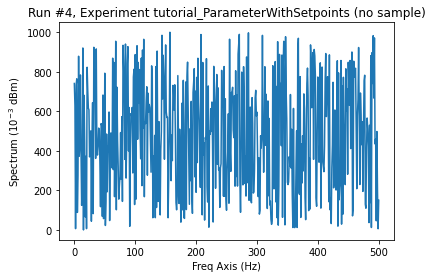 Run #4, Experiment tutorial_ParameterWithSetpoints (no sample)
Spectrum (10⁻³ dBm)
1000
800
600
400
200
0
0 100 200 300 400 500
Freq Axis (Hz)